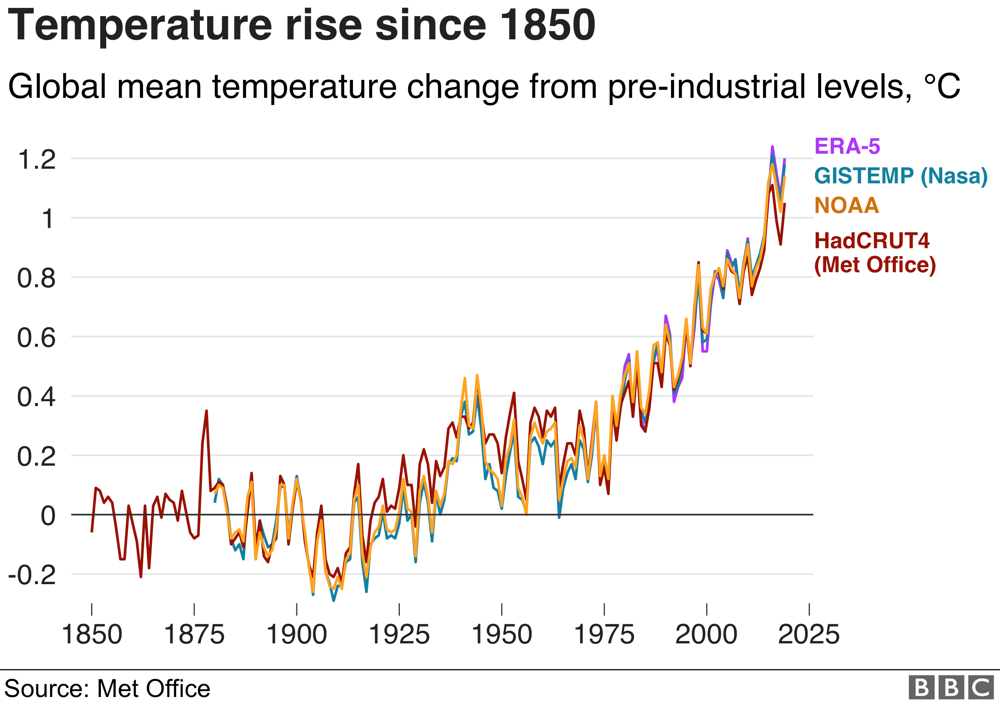 Temperature rise since 1850
Global mean temperature change from pre-industrial levels, °C
ERA-5
1.2
GISTEMP (Nasa)
NOAA
1
HadCRUT4
(Met Office)
0.8
0.6
0.4
0.2
0
-0.2
1850 1875 1900 1925 1950 1975 2000 2025
Source: Met Office
BBC